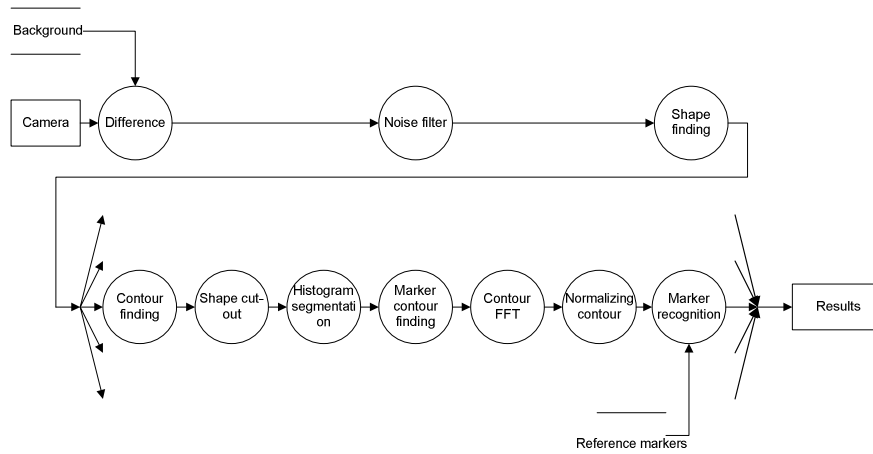 Background
Camera
Difference
Noise filter
Shape
finding
Contour
finding
Shape cut-
out
Histogram
segmentati
on
Marker
contour
finding
Contour
FFT
Normalizing
contour
Marker
recognition
Results
Reference markers